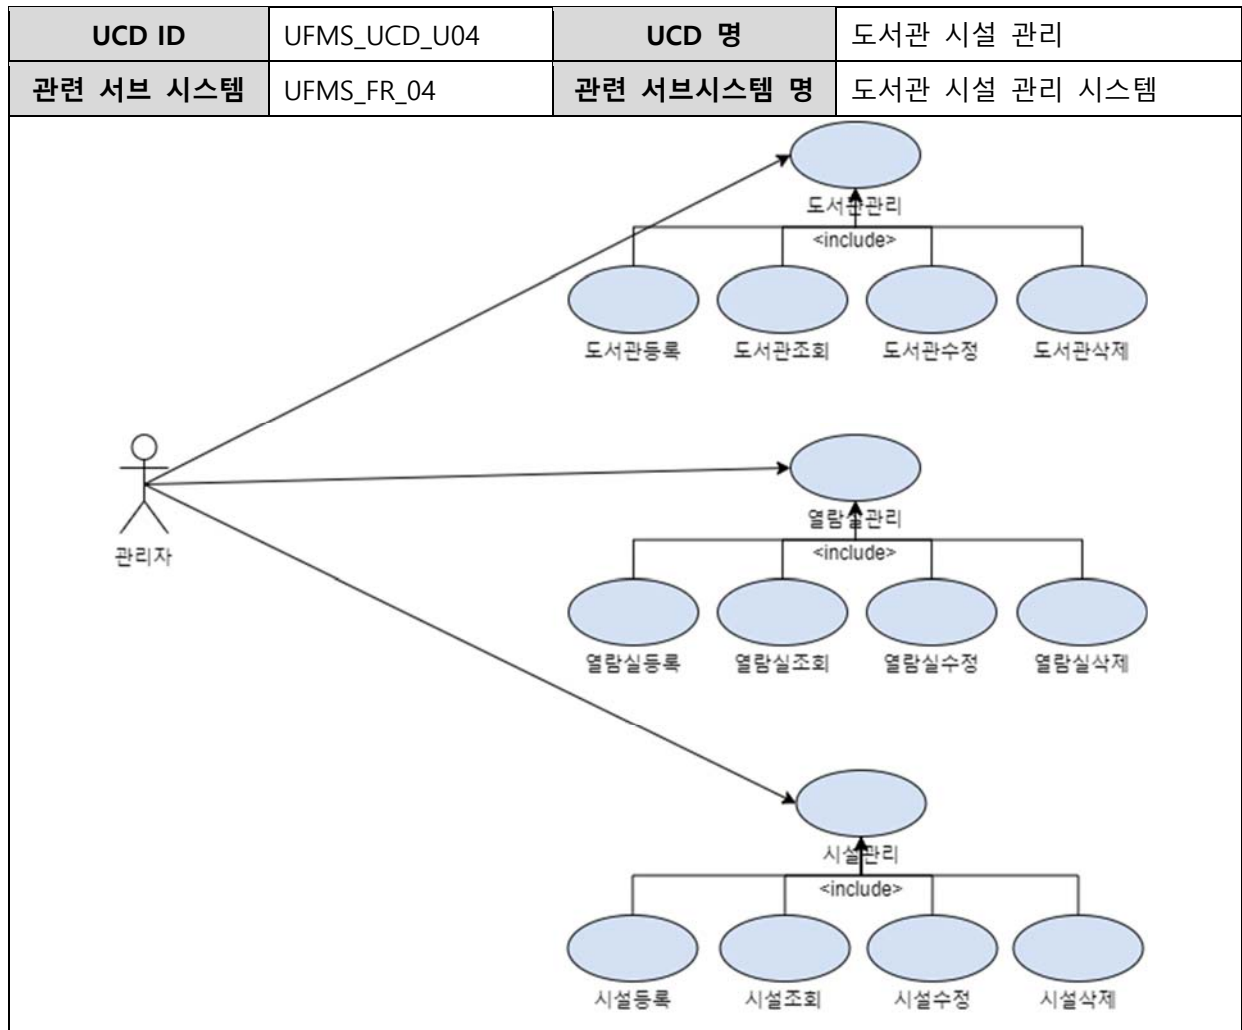 UCD ID UFMS_UCD_U04 UCD 명 도서관 시설 관리
관련 서브 시스템 UFMS_FR_04 관련 서브시스템 명 도서관 시설 관리 시스템
도서관관리
<include>
도서관등록 도서관조회 도서관수정 도서관삭제
열람실관리
관리자
<include>
열람실등록 열람실조회 열람실수정 열람실삭제
시설관리
<include>
시설등록 시설조회 시설수정 시설삭제